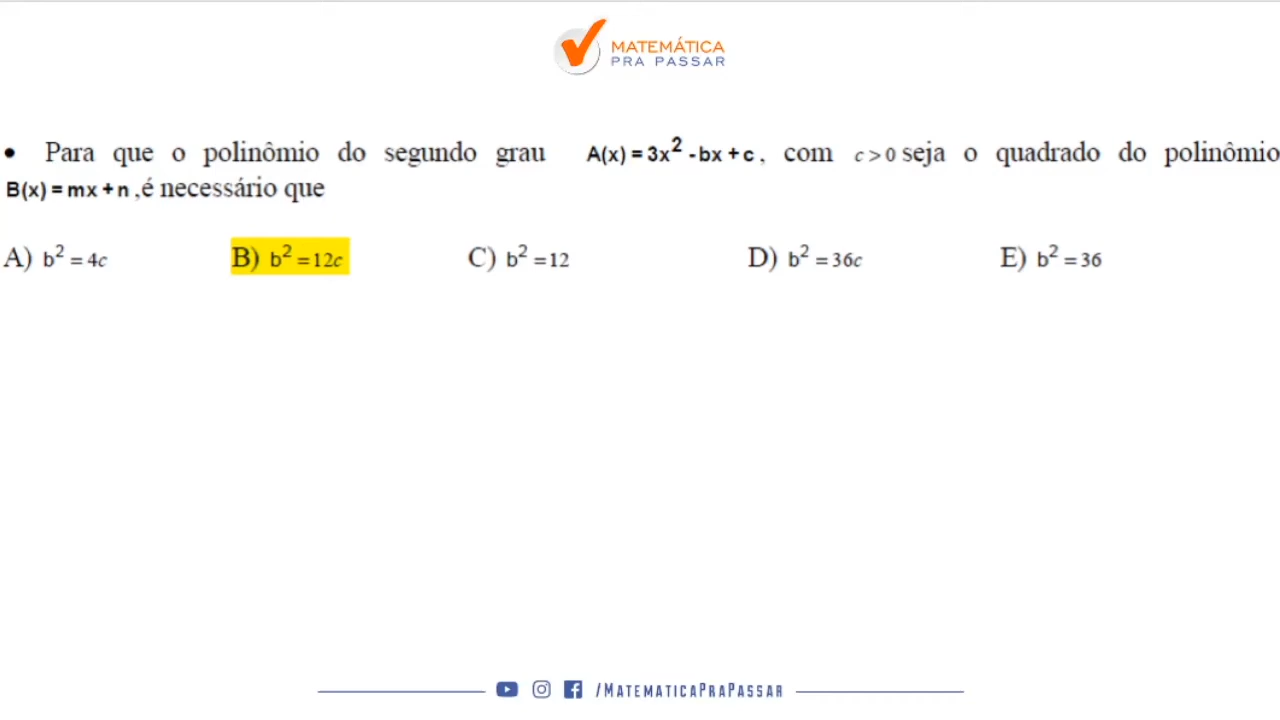 MATEMÁTICA
PRA PASSAR
• Para que o polinômio do segundo grau A(x) = 3x² - bx + c, com c > 0 seja o quadrado do polinômio
B(x) = mx + n ,é necessário que
A) b² = 4c B) b² = 12c C) b² = 12 D) b² = 36c E) b² = 36
/MATEMATICAPRAPASSAR